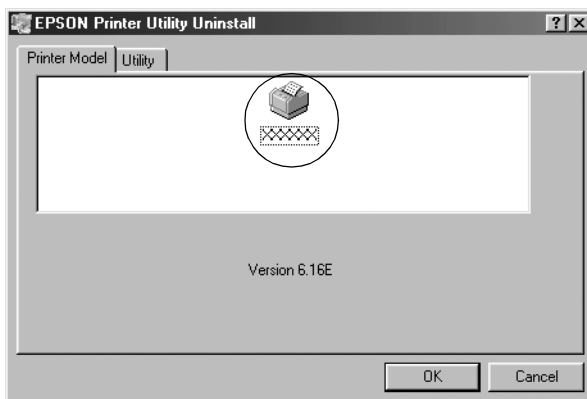 EPSON Printer Utility Uninstall
Printer Model
Utility
Version 6.16E
OK
Cancel